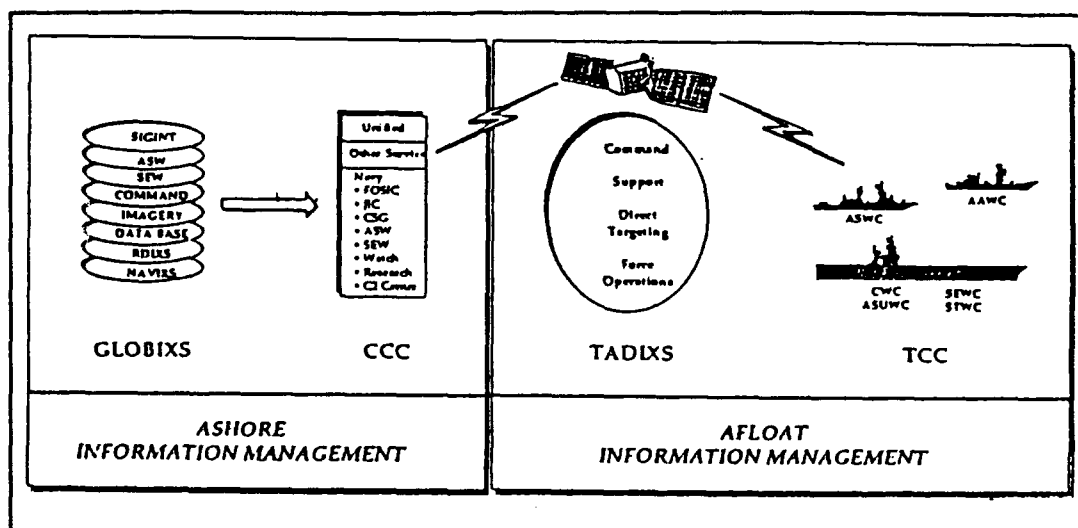 SIGINT
ASW
SEW
COMMAND
IMAGERY
DATA BASE
RDIXS
NAVIXS
GLOBIXS
Unified
Other Service
Navy
• FOSIC
• JIC
• CSG
• ASW
• SEW
• Watch
• Research
• C2 Center
CCC
Command
Support
Direct
Targeting
Force
Operations
TADIXS
ASWC
AAWC
CWC SEWC
ASUWC STWC
TCC
ASHORE
INFORMATION MANAGEMENT
AFLOAT
INFORMATION MANAGEMENT